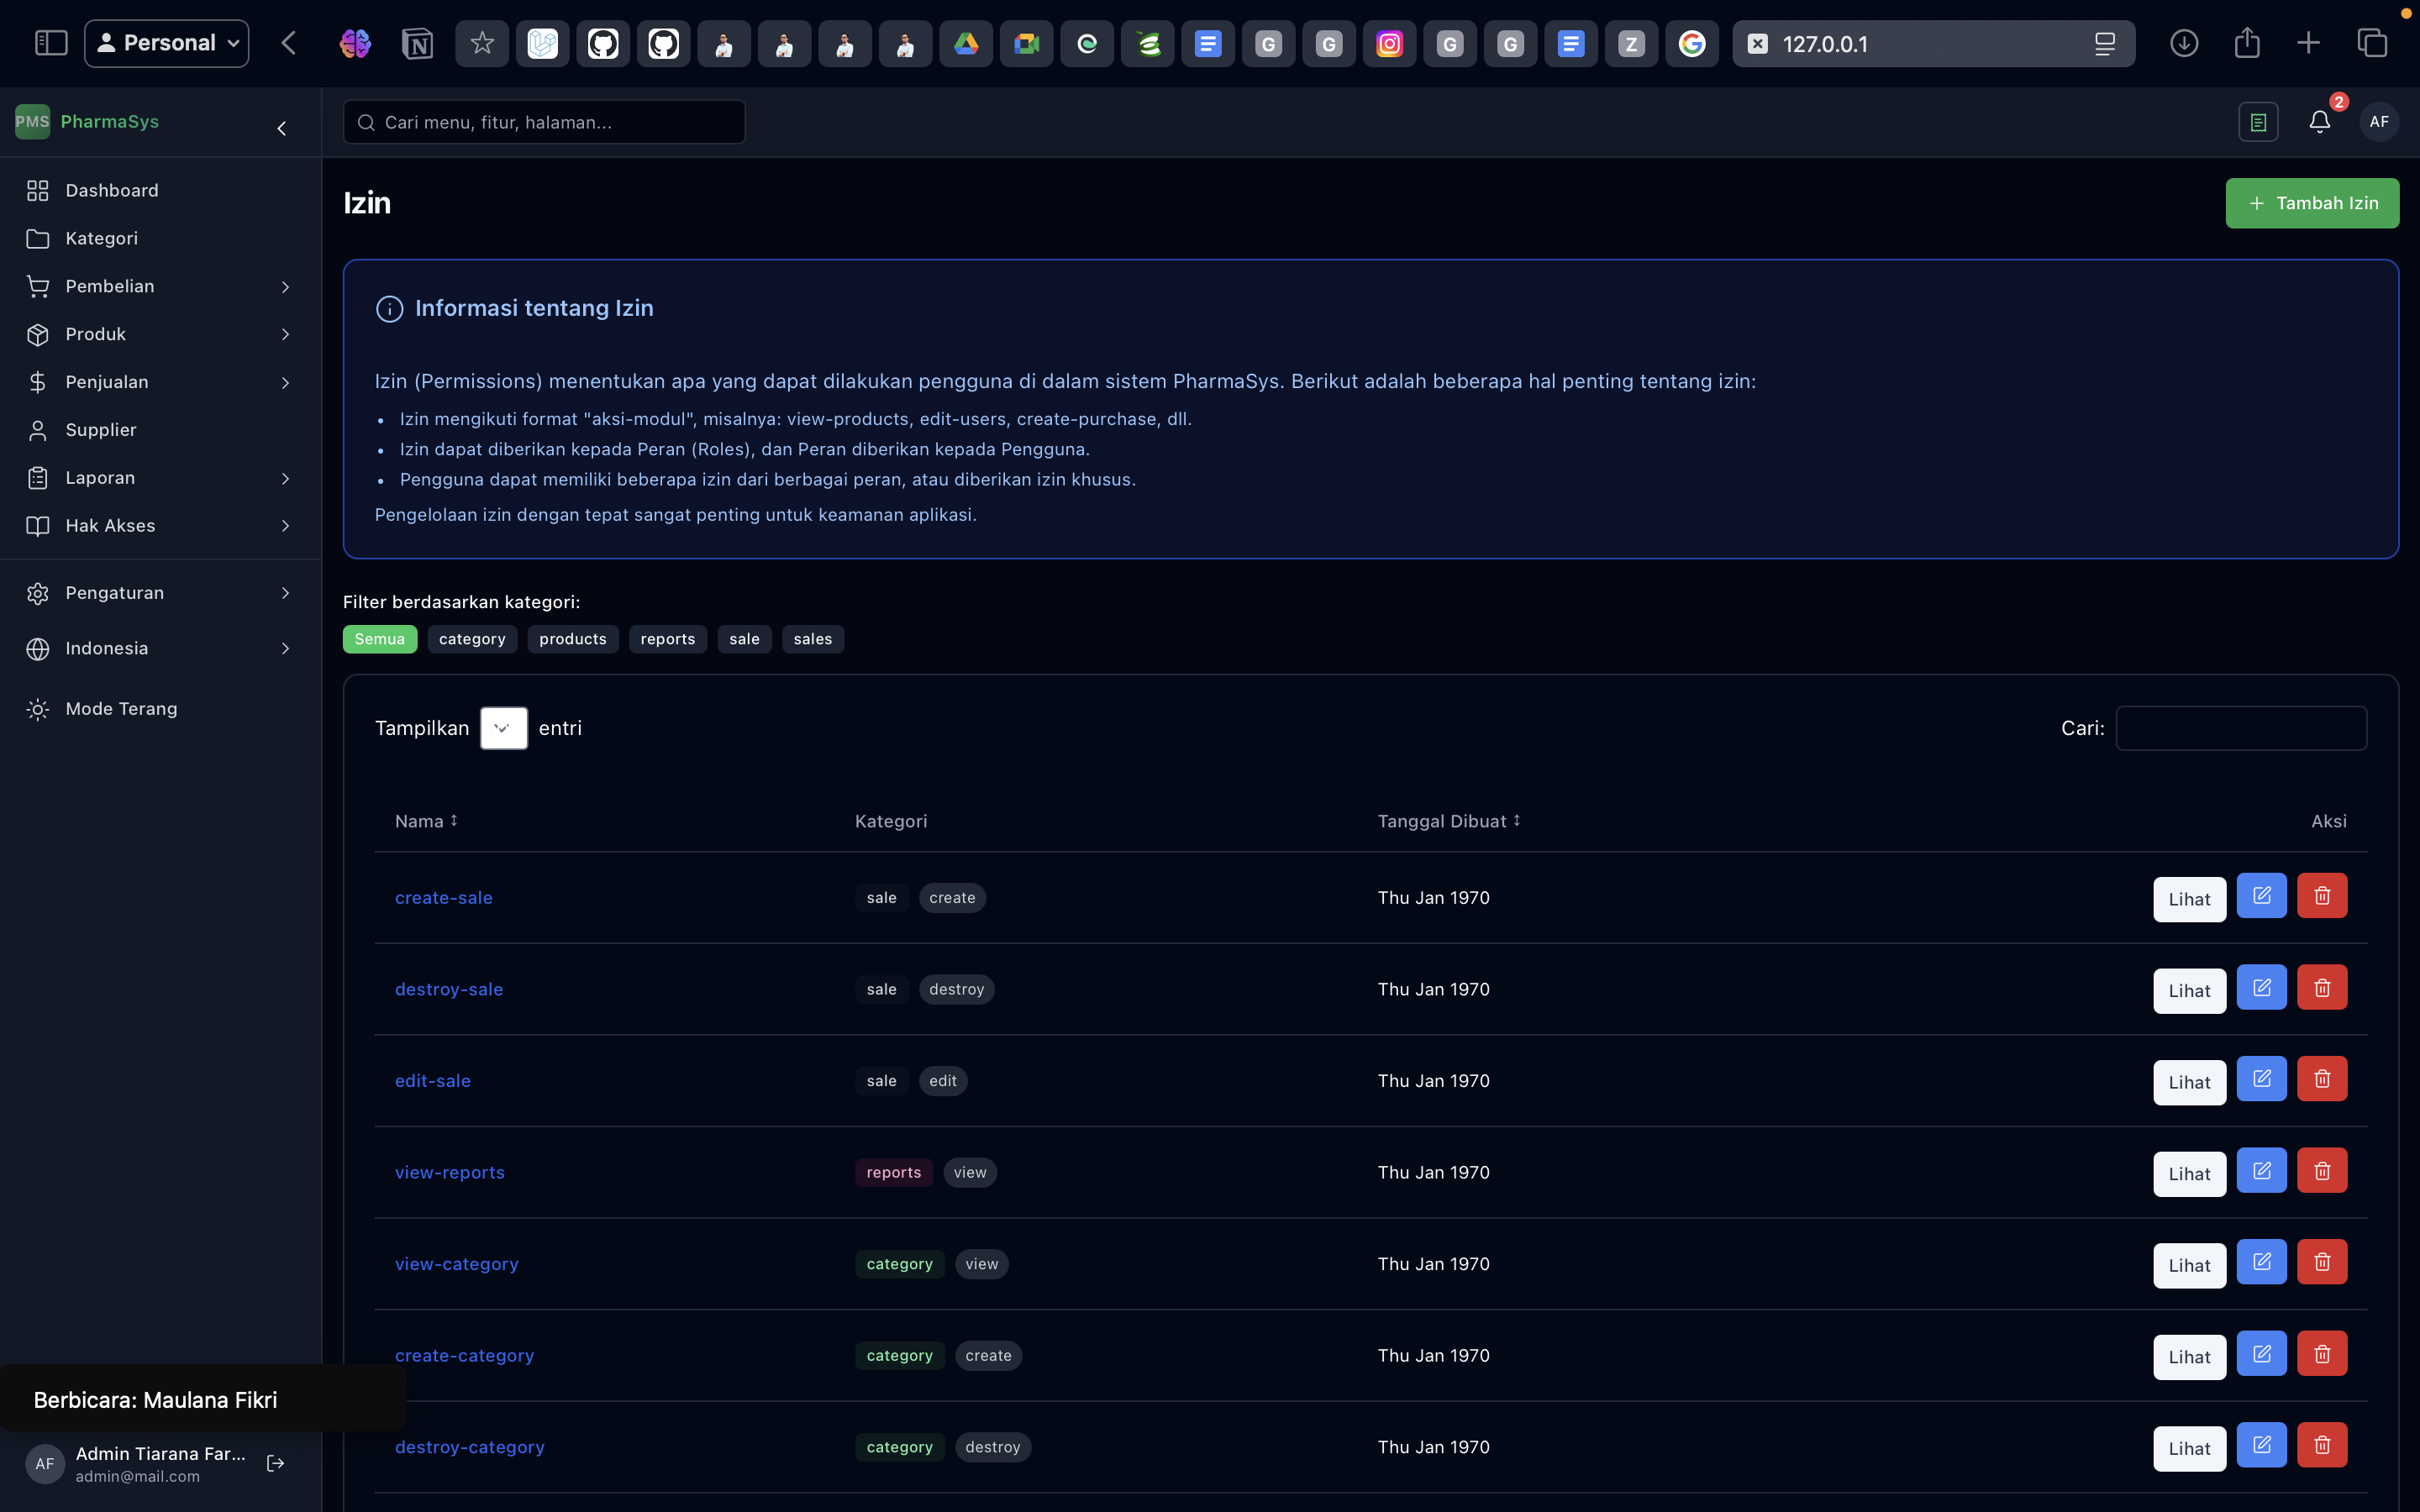 Personal
G
G
G
G
Z
127.0.0.1
PMS PharmaSys
Cari menu, fitur, halaman...
2
AF
Dashboard
Kategori
Pembelian
Produk
Penjualan
Supplier
Laporan
Hak Akses
Pengaturan
Indonesia
Mode Terang
Berbicara: Maulana Fikri
AF
Admin Tiarana Far...
admin@mail.com
Izin
Tambah Izin
Informasi tentang Izin
Izin (Permissions) menentukan apa yang dapat dilakukan pengguna di dalam sistem PharmaSys. Berikut adalah beberapa hal penting tentang izin:
• Izin mengikuti format "aksi-modul", misalnya: view-products, edit-users, create-purchase, dll.
• Izin dapat diberikan kepada Peran (Roles), dan Peran diberikan kepada Pengguna.
• Pengguna dapat memiliki beberapa izin dari berbagai peran, atau diberikan izin khusus.
Pengelolaan izin dengan tepat sangat penting untuk keamanan aplikasi.
Filter berdasarkan kategori:
Semua category products reports sale sales
Tampilkan entri Cari:
Nama Kategori Tanggal Dibuat Aksi
create-sale sale create Thu Jan 1970 Lihat
destroy-sale sale destroy Thu Jan 1970 Lihat
edit-sale sale edit Thu Jan 1970 Lihat
view-reports reports view Thu Jan 1970 Lihat
view-category category view Thu Jan 1970 Lihat
create-category category create Thu Jan 1970 Lihat
destroy-category category destroy Thu Jan 1970 Lihat